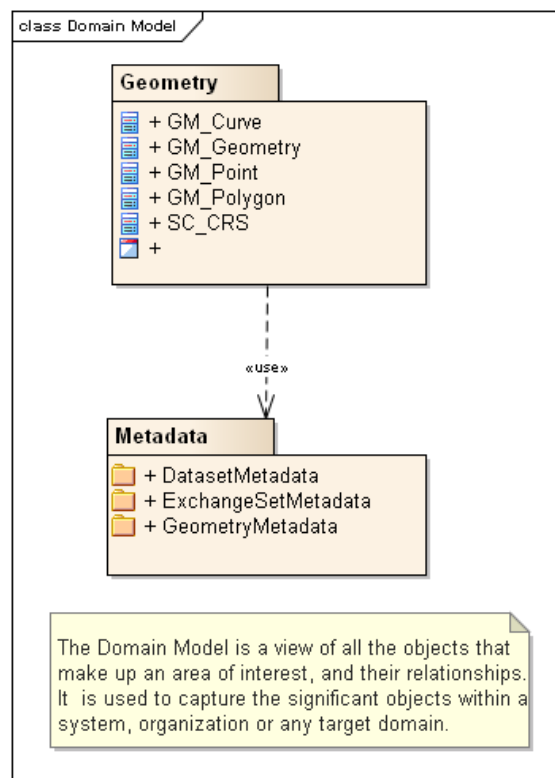 class Domain Model
Geometry
+ GM_Curve
+ GM_Geometry
+ GM_Point
+ GM_Polygon
+ SC_CRS
+
«use»
Metadata
+ DatasetMetadata
+ ExchangeSetMetadata
+ GeometryMetadata
The Domain Model is a view of all the objects that
make up an area of interest, and their relationships.
It  is used to capture the significant objects within a
system, organization or any target domain.